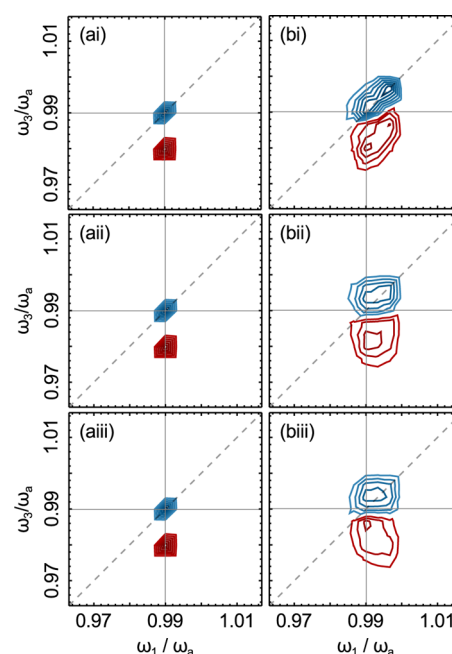 (ai) (bi)
ω₃/ωₐ 1.01 0.99 0.97
(aii) (bii)
ω₃/ωₐ 1.01 0.99 0.97
(aiii) (biii)
ω₃/ωₐ 1.01 0.99 0.97
0.97 0.99 1.01 0.97 0.99 1.01
ω₁ / ωₐ ω₁ / ωₐ